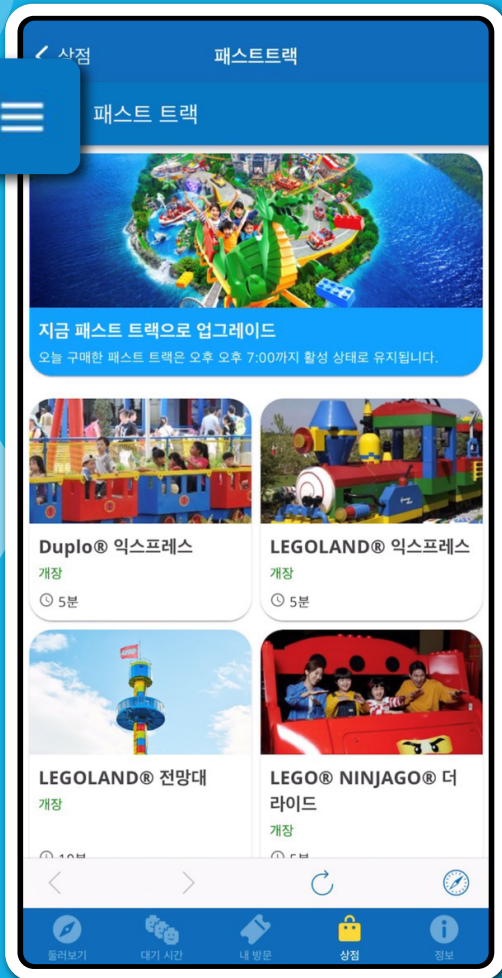 상점
패스트트랙
패스트 트랙
지금 패스트 트랙으로 업그레이드
오늘 구매한 패스트 트랙은 오후 오후 7:00까지 활성 상태로 유지됩니다.
Duplo® 익스프레스
개장
5분
LEGOLAND® 익스프레스
개장
5분
LEGOLAND® 전망대
개장
LEGO® NINJAGO® 더
라이드
개장
둘러보기
대기 시간
내 방문
상점
정보